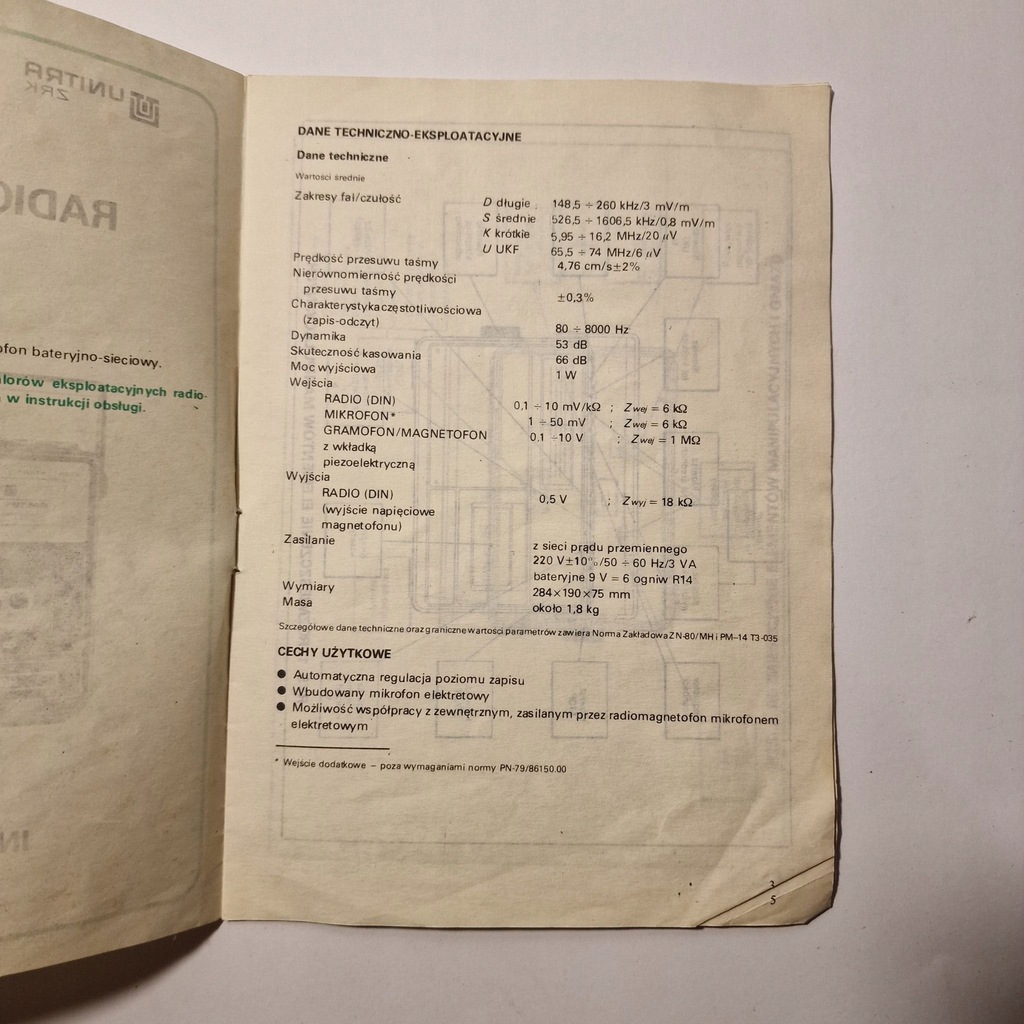 UNITRA
ZRK
RADIO
fon bateryjno-sieciowy.
lorów eksploatacyjnych radio-
w instrukcji obsługi.
DANE TECHNICZNO-EKSPLOATACYJNE
Dane techniczne
Wartości średnie
Zakresy fal/czułość D długie 148,5 ÷ 260 kHz/3 mV/m
S średnie 526,5 ÷ 1606,5 kHz/0,8 mV/m
K krótkie 5,95 ÷ 16,2 MHz/20 μV
U UKF 65,5 ÷ 74 MHz/6 μV
Prędkość przesuwu taśmy 4,76 cm/s±2%
Nierównomierność prędkości
przesuwu taśmy ±0,3%
Charakterystyka częstotliwościowa
(zapis-odczyt) 80 ÷ 8000 Hz
Dynamika 53 dB
Skuteczność kasowania 66 dB
Moc wyjściowa 1 W
Wejścia
RADIO (DIN) 0,1 ÷ 10 mV/kΩ ; Zwej = 6 kΩ
MIKROFON* 1 ÷ 50 mV ; Zwej = 6 kΩ
GRAMOFON/MAGNETOFON 0,1 ÷10 V ; Zwej = 1 MΩ
z wkładką
piezoelektryczną
Wyjścia
RADIO (DIN) 0,5 V ; Zwyj = 18 kΩ
(wyjście napięciowe
magnetofonu)
Zasilanie z sieci prądu przemiennego
220 V±10%/50 ÷ 60 Hz/3 VA
bateryjne 9 V = 6 ogniw R14
Wymiary 284×190×75 mm
Masa około 1,8 kg
Szczegółowe dane techniczne oraz graniczne wartości parametrów zawiera Norma Zakładowa ZN-80/MH i PM-14 T3-035
CECHY UŻYTKOWE
● Automatyczna regulacja poziomu zapisu
● Wbudowany mikrofon elektretowy
● Możliwość współpracy z zewnętrznym, zasilanym przez radiomagnetofon mikrofonem
elektretowym
* Wejście dodatkowe – poza wymaganiami normy PN-79/86150.00
3
5